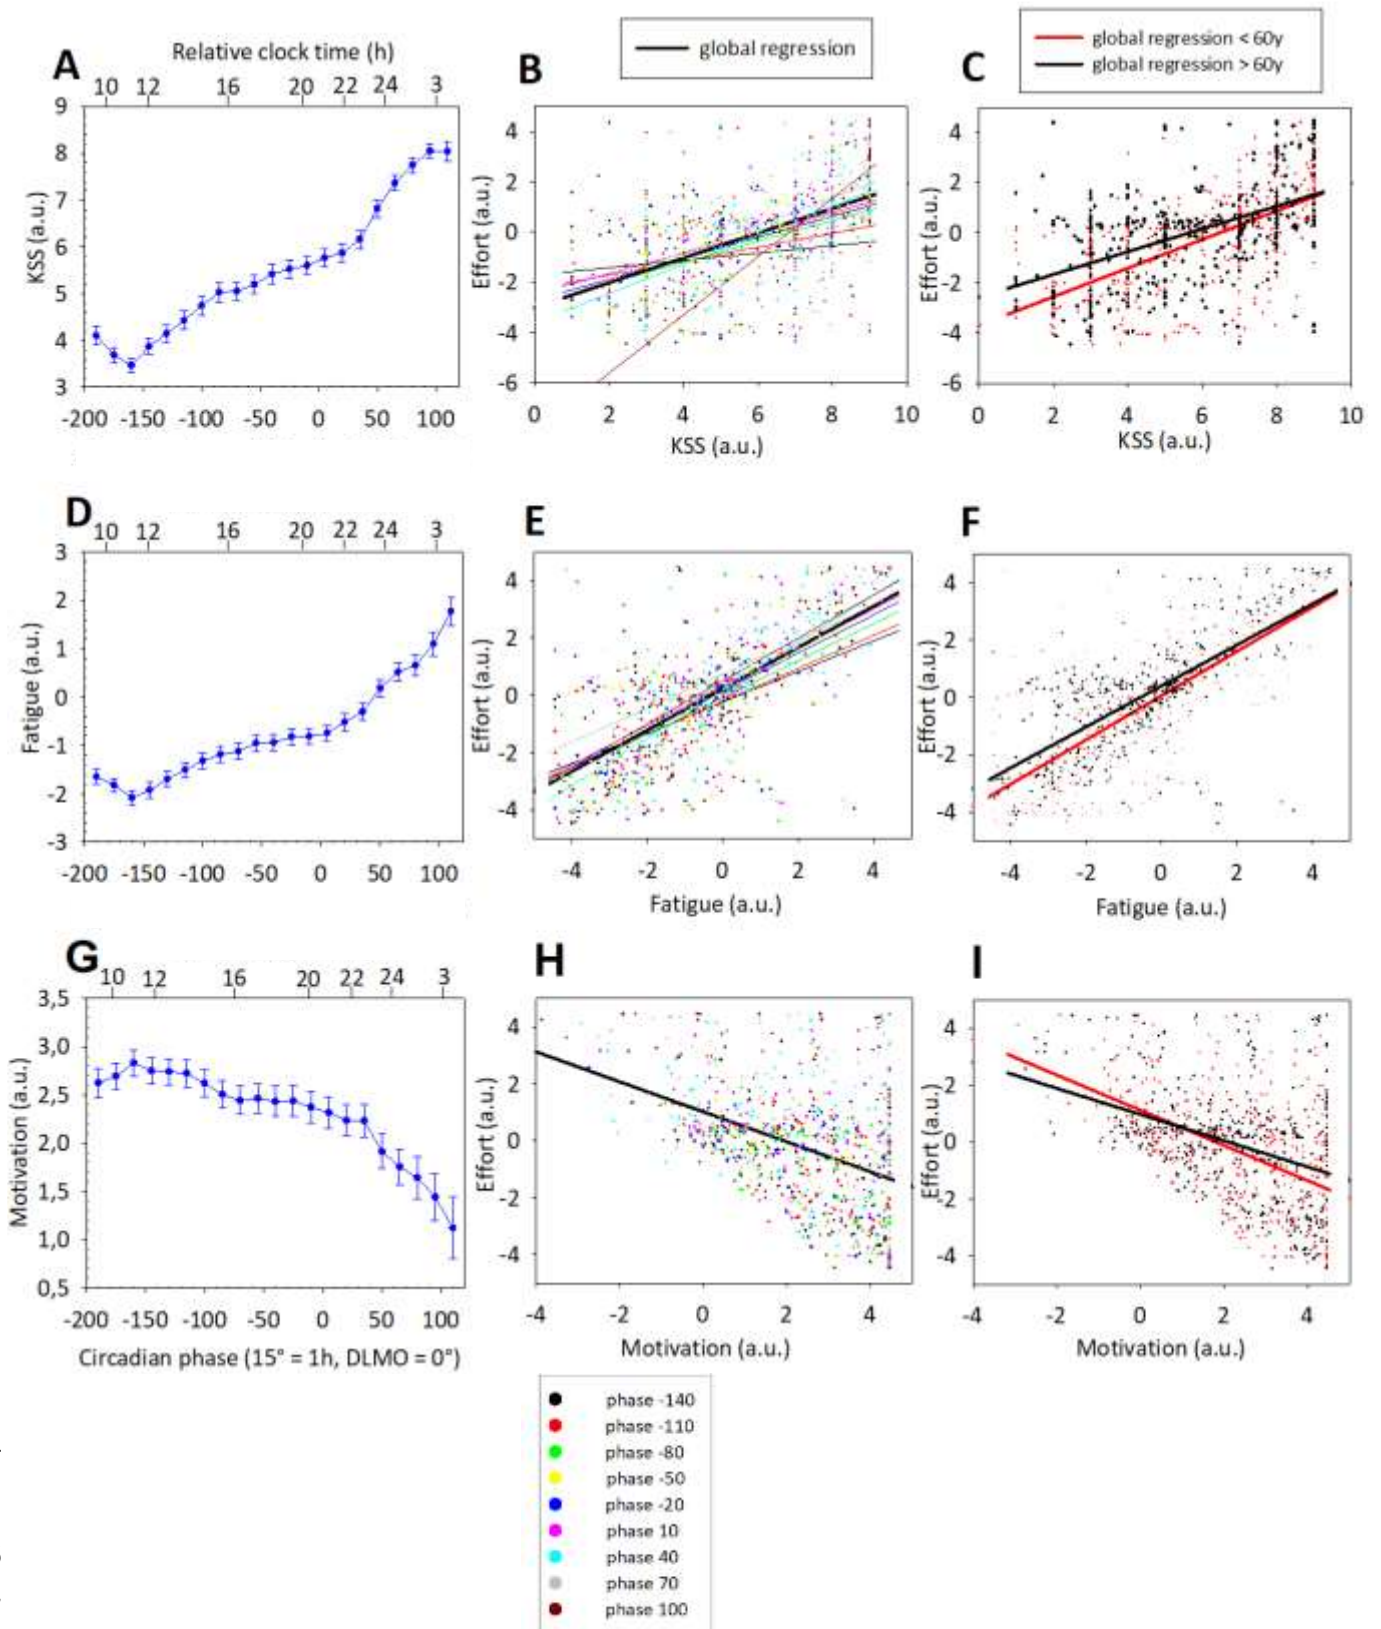 A
Relative clock time (h)
10 12 16 20 22 24 3
9
8
7
6
5
4
3
KSS (a.u.)
-200 -150 -100 -50 0 50 100
B
global regression
4
2
0
-2
-4
-6
Effort (a.u.)
0 2 4 6 8 10
KSS (a.u.)
C
global regression < 60y
global regression > 60y
4
2
0
-2
-4
-6
Effort (a.u.)
0 2 4 6 8 10
KSS (a.u.)
D
10 12 16 20 22 24 3
3
2
1
0
-1
-2
-3
Fatigue (a.u.)
-200 -150 -100 -50 0 50 100
E
4
2
0
-2
-4
Effort (a.u.)
-4 -2 0 2 4
Fatigue (a.u.)
F
4
2
0
-2
-4
Effort (a.u.)
-4 -2 0 2 4
Fatigue (a.u.)
G
10 12 16 20 22 24 3
3,5
3,0
2,5
2,0
1,5
1,0
0,5
Motivation (a.u.)
-200 -150 -100 -50 0 50 100
Circadian phase (15° = 1h, DLMO = 0°)
H
4
2
0
-2
-4
Effort (a.u.)
-4 -2 0 2 4
Motivation (a.u.)
I
4
2
0
-2
-4
Effort (a.u.)
-2 0 2 4
Motivation (a.u.)
phase -140
phase -110
phase -80
phase -50
phase -20
phase 10
phase 40
phase 70
phase 100